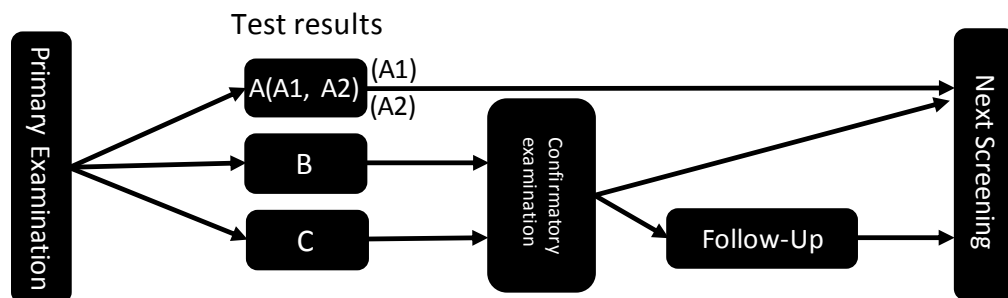 Test results
Primary Examination
A(A1, A2)
(A1)
(A2)
B
C
Confirmatory
examination
Follow-Up
Next Screening